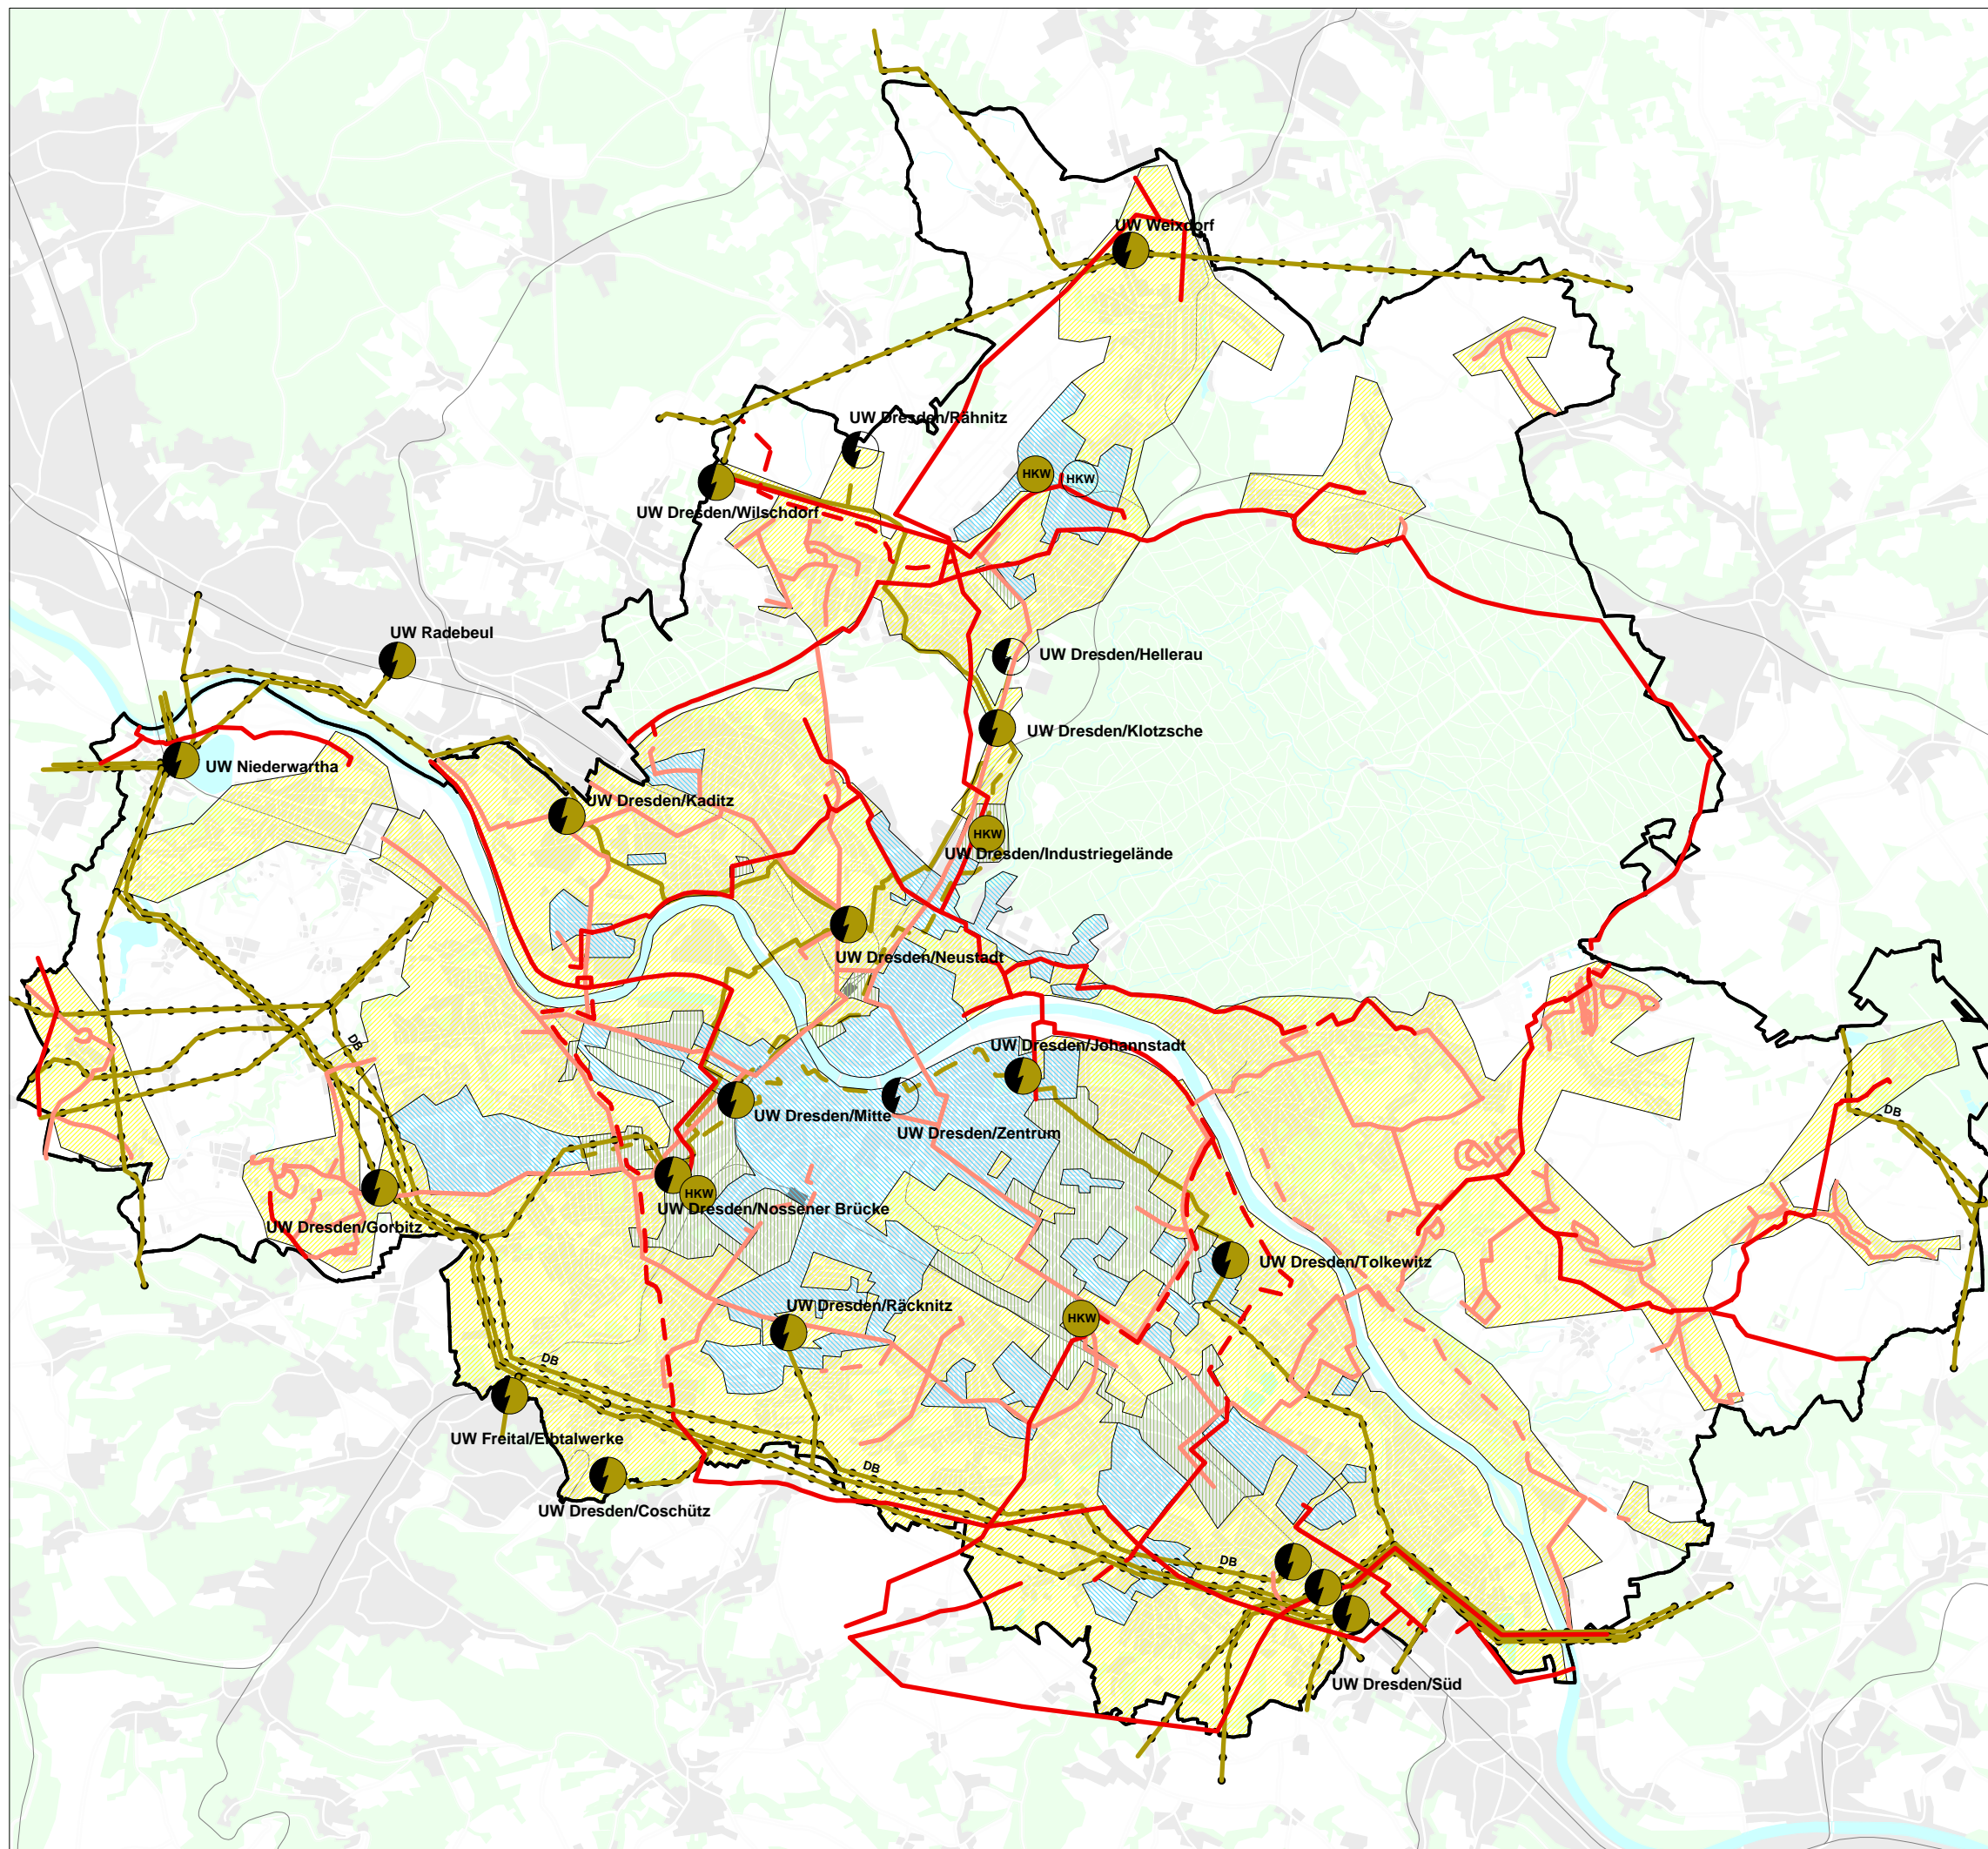 UW Weixdorf
UW Dresden/Rähnitz
HKW
HKW
UW Dresden/Wilschdorf
UW Radebeul
UW Dresden/Hellerau
UW Dresden/Klotzsche
UW Niederwartha
UW Dresden/Kaditz
HKW
UW Dresden/Industriegelände
UW Dresden/Neustadt
DB
UW Dresden/Johannstadt
UW Dresden/Mitte
DB
UW Dresden/Zentrum
HKW
UW Dresden/Nossener Brücke
UW Dresden/Gorbitz
UW Dresden/Tolkewitz
UW Dresden/Räcknitz
HKW
DB
UW Freital/Elbtalwerke
DB
UW Dresden/Coschütz
DB
UW Dresden/Süd